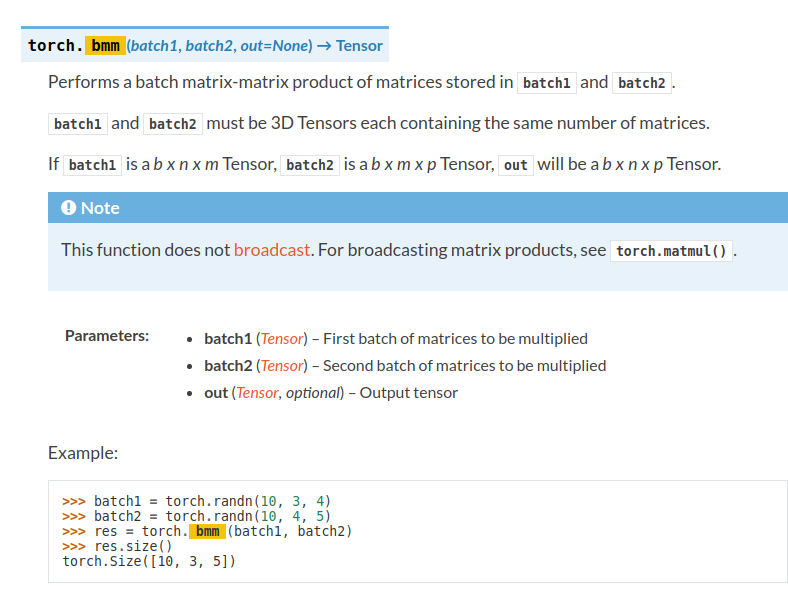 torch.bmm(batch1, batch2, out=None) → Tensor
Performs a batch matrix-matrix product of matrices stored in batch1 and batch2.
batch1 and batch2 must be 3D Tensors each containing the same number of matrices.
If batch1 is a b x n x m Tensor, batch2 is a b x m x p Tensor, out will be a b x n x p Tensor.
Note
This function does not broadcast. For broadcasting matrix products, see torch.matmul().
Parameters:
• batch1 (Tensor) – First batch of matrices to be multiplied
• batch2 (Tensor) – Second batch of matrices to be multiplied
• out (Tensor, optional) – Output tensor
Example:
>>> batch1 = torch.randn(10, 3, 4)
>>> batch2 = torch.randn(10, 4, 5)
>>> res = torch.bmm(batch1, batch2)
>>> res.size()
torch.Size([10, 3, 5])